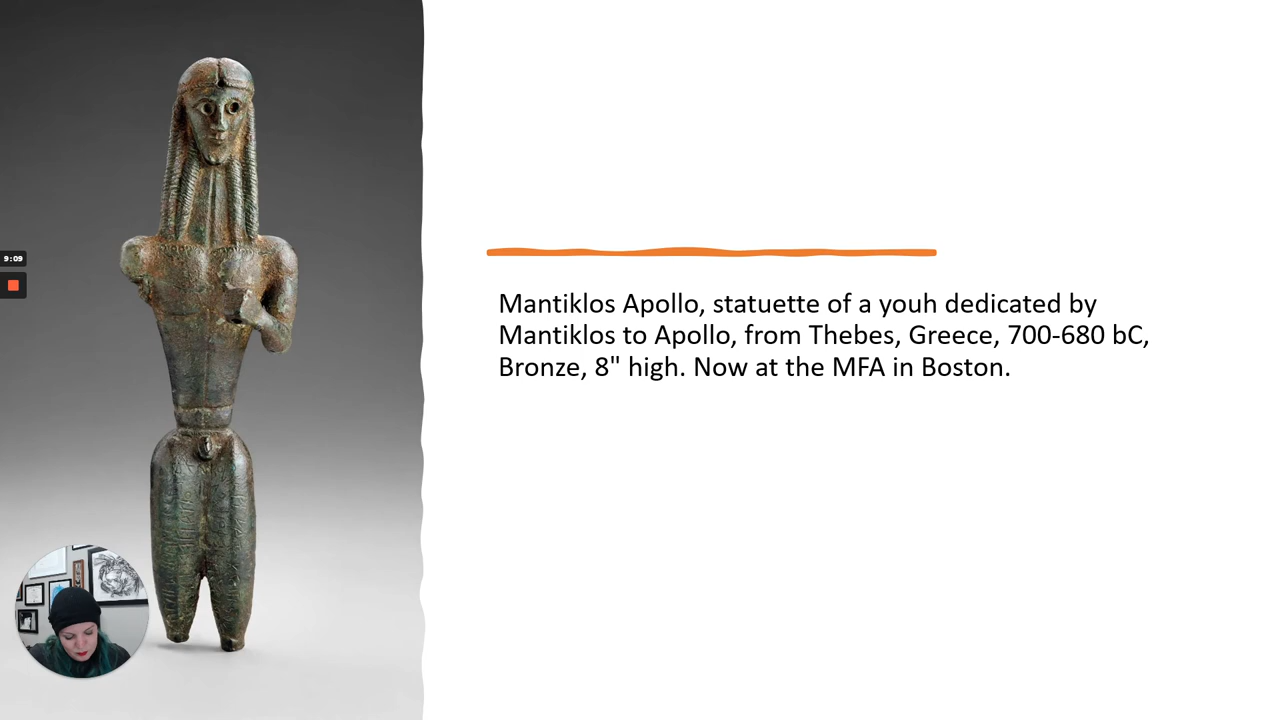 9:09
Mantiklos Apollo, statuette of a youh dedicated by
Mantiklos to Apollo, from Thebes, Greece, 700-680 bC,
Bronze, 8" high. Now at the MFA in Boston.